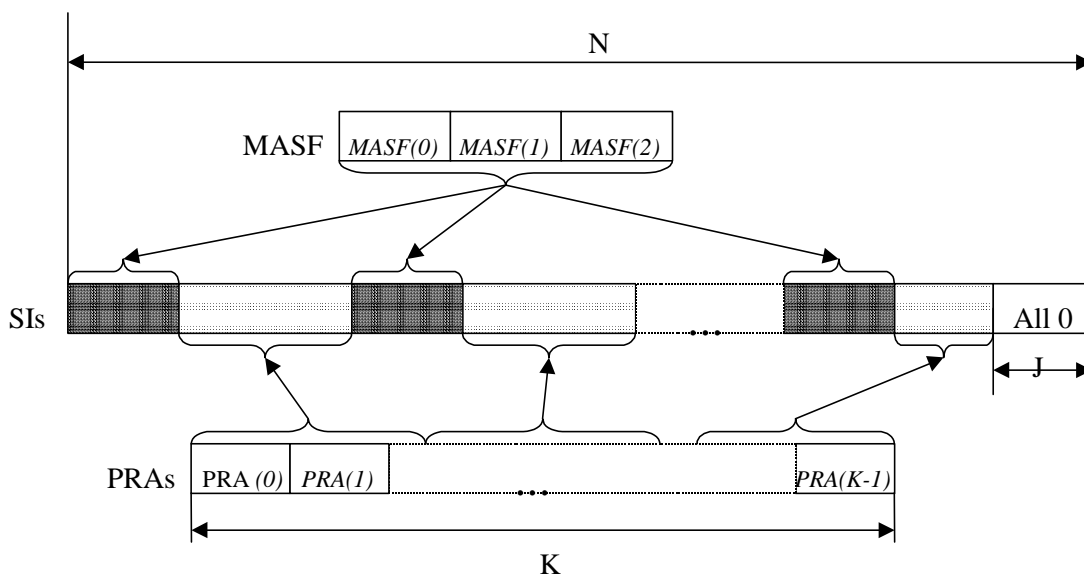 N
MASF
MASF(0) MASF(1) MASF(2)
SIs
All 0
J
PRAs
PRA (0) PRA(1) PRA(K-1)
K